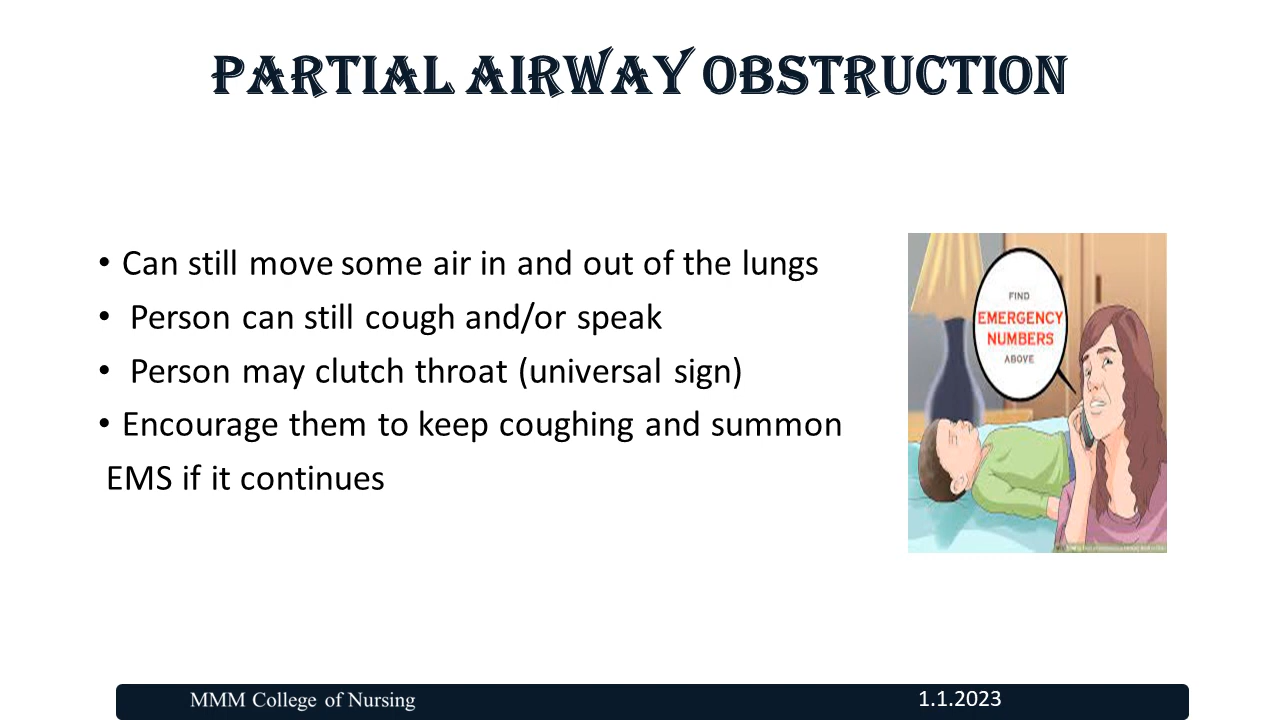 PARTIAL AIRWAY OBSTRUCTION
• Can still move some air in and out of the lungs
• Person can still cough and/or speak
• Person may clutch throat (universal sign)
• Encourage them to keep coughing and summon
EMS if it continues
FIND
EMERGENCY
NUMBERS
ABOVE
MMM College of Nursing
1.1.2023